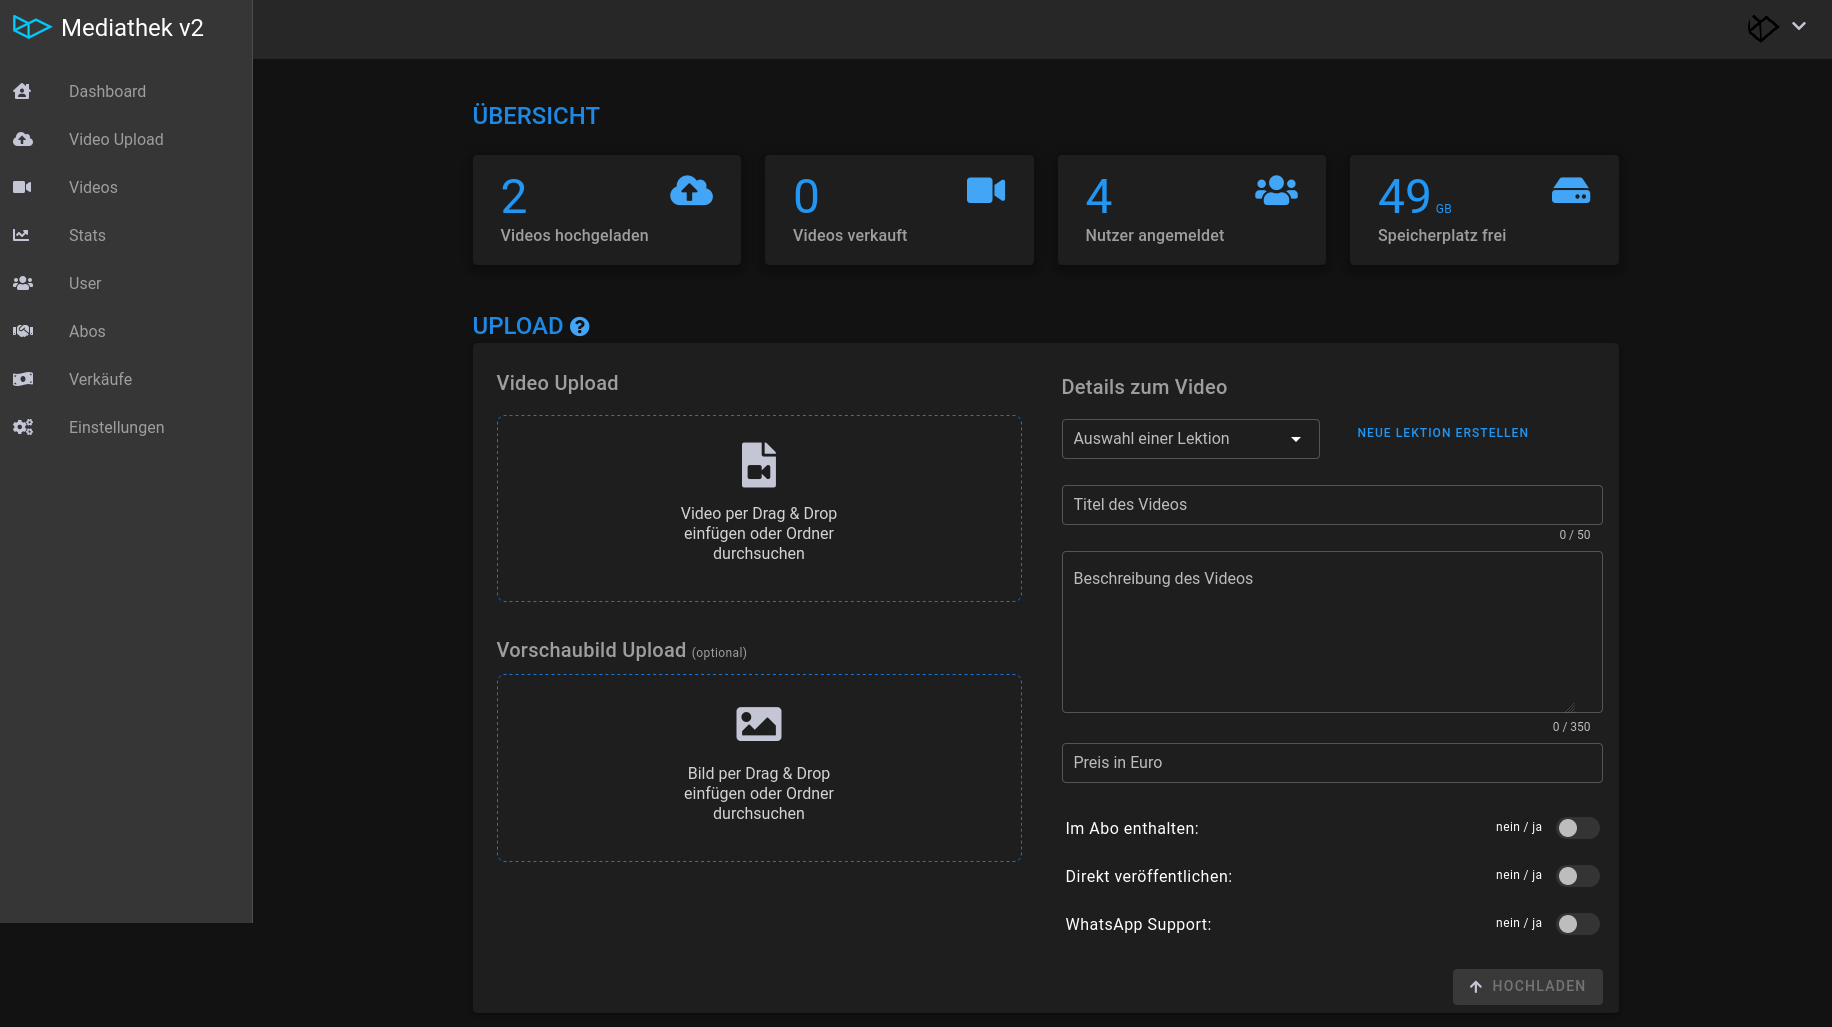 Mediathek v2
Dashboard
Video Upload
Videos
Stats
User
Abos
Verkäufe
Einstellungen
ÜBERSICHT
2
Videos hochgeladen
0
Videos verkauft
4
Nutzer angemeldet
49 GB
Speicherplatz frei
UPLOAD
Video Upload
Video per Drag & Drop
einfügen oder Ordner
durchsuchen
Vorschaubild Upload (optional)
Bild per Drag & Drop
einfügen oder Ordner
durchsuchen
Details zum Video
Auswahl einer Lektion
NEUE LEKTION ERSTELLEN
Titel des Videos
0 / 50
Beschreibung des Videos
0 / 350
Preis in Euro
Im Abo enthalten: nein / ja
Direkt veröffentlichen: nein / ja
WhatsApp Support: nein / ja
HOCHLADEN